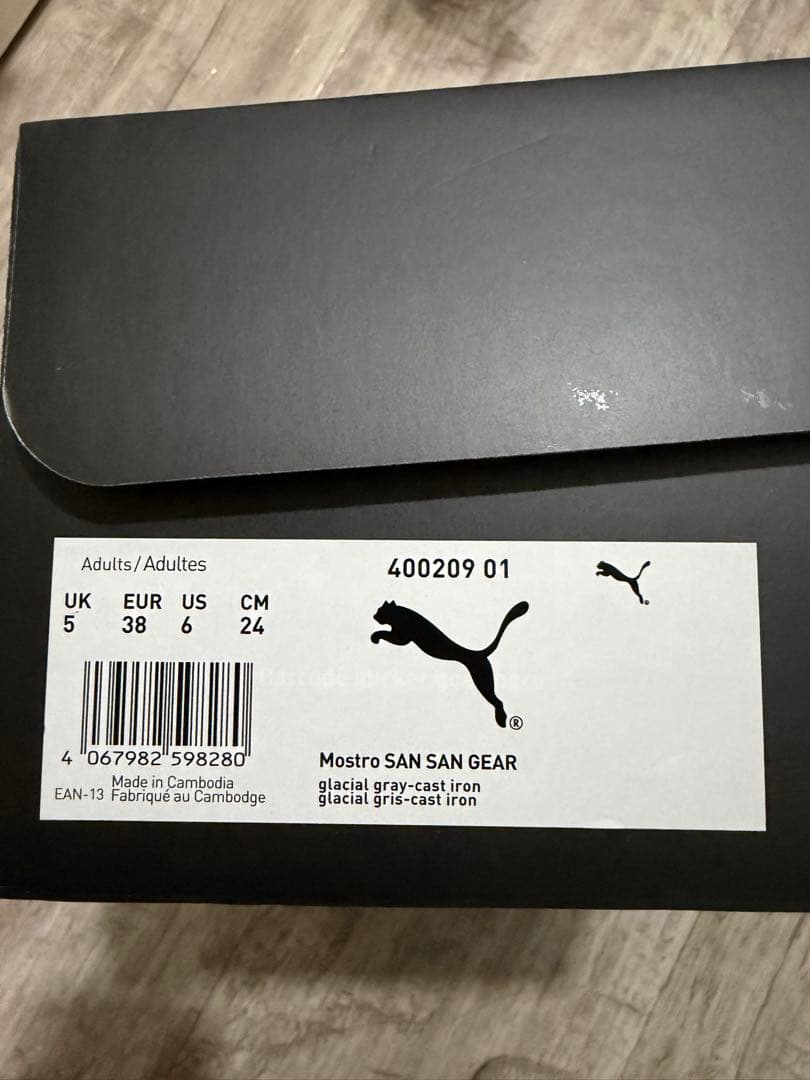 Adults/Adultes
400209 01
UK EUR US CM
5 38 6 24
4 067982 598280
EAN-13
Made in Cambodia
Fabriqué au Cambodge
®
Mostro SAN SAN GEAR
glacial gray-cast iron
glacial gris-cast iron